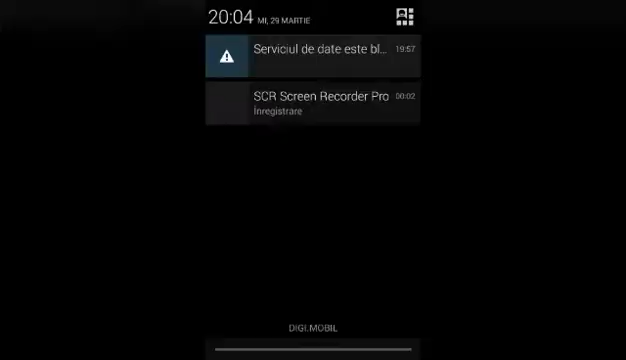 20:04 MI, 29 MARTIE
Serviciul de date este bl... 19:57
SCR Screen Recorder Pro 00:02
Înregistrare
DIGI.MOBIL